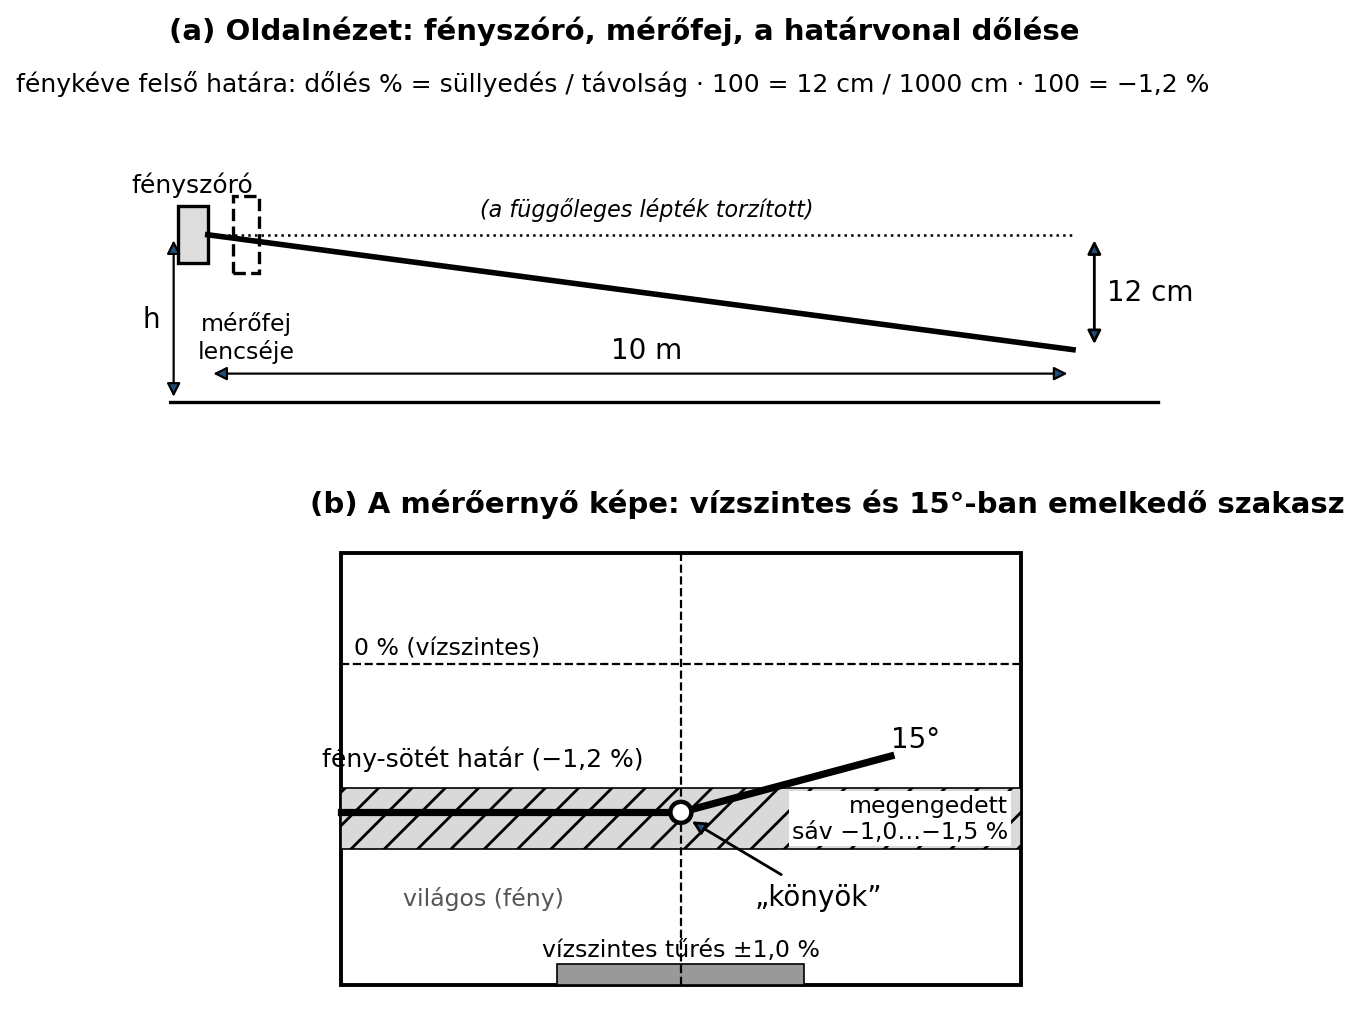 (a) Oldalnézet: fényszóró, mérőfej, a határvonal dőlése
fénykéve felső határa: dőlés % = süllyedés / távolság · 100 = 12 cm / 1000 cm · 100 = −1,2 %
fényszóró
(a függőleges lépték torzított)
12 cm
h
mérőfej
lencséje
10 m
(b) A mérőernyő képe: vízszintes és 15°-ban emelkedő szakasz
0 % (vízszintes)
15°
fény-sötét határ (−1,2 %)
megengedett
sáv −1,0…−1,5 %
világos (fény)
„könyök”
vízszintes tűrés ±1,0 %